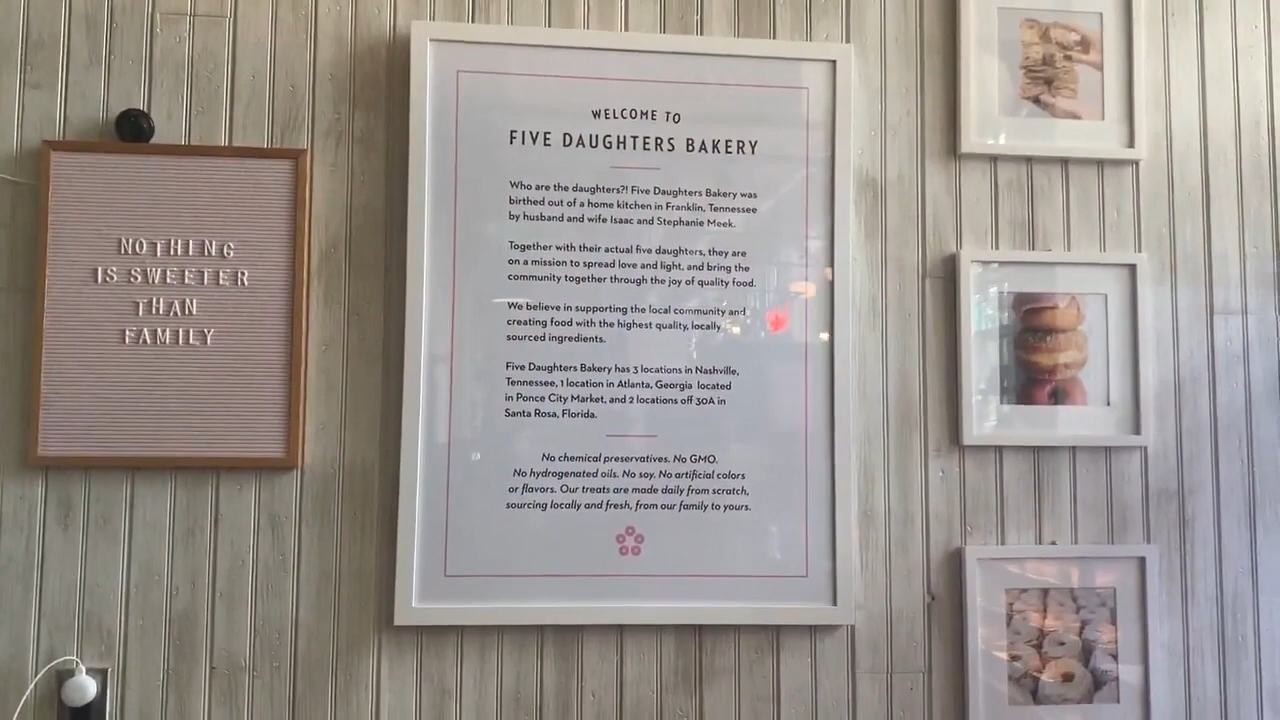 NOTHING
IS SWEETER
THAN
FAMILY
WELCOME TO
FIVE DAUGHTERS BAKERY
Who are the daughters?! Five Daughters Bakery was
birthed out of a home kitchen in Franklin, Tennessee
by husband and wife Isaac and Stephanie Meek.
Together with their actual five daughters, they are
on a mission to spread love and light, and bring the
community together through the joy of quality food.
We believe in supporting the local community and
creating food with the highest quality, locally
sourced ingredients.
Five Daughters Bakery has 3 locations in Nashville,
Tennessee, 1 location in Atlanta, Georgia located
in Ponce City Market, and 2 locations off 30A in
Santa Rosa, Florida.
No chemical preservatives. No GMO.
No hydrogenated oils. No soy. No artificial colors
or flavors. Our treats are made daily from scratch,
sourcing locally and fresh, from our family to yours.